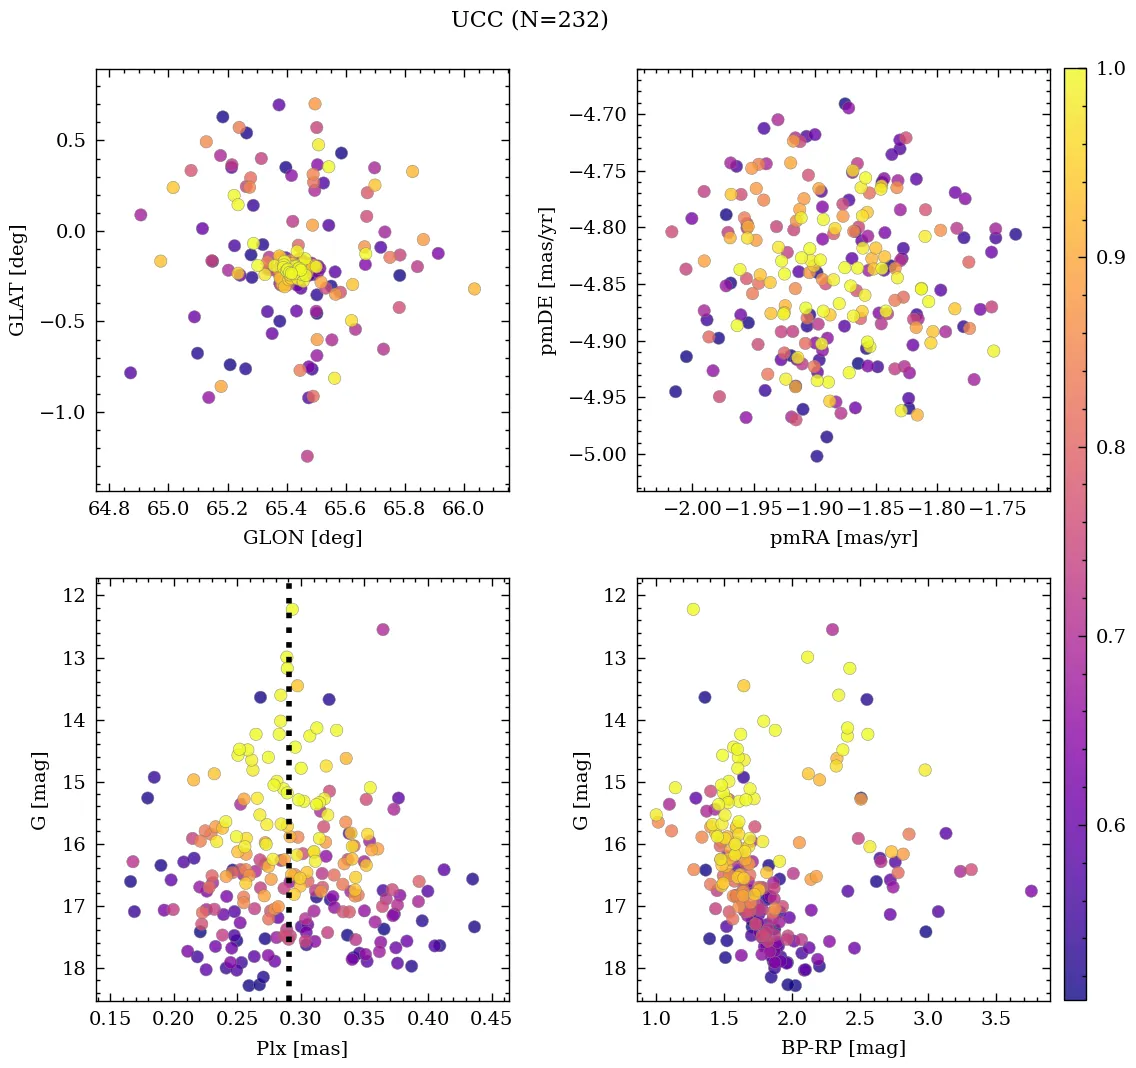 UCC (N=232)
0.5
0.0
−0.5
−1.0
GLAT [deg]
64.8 65.0 65.2 65.4 65.6 65.8 66.0
GLON [deg]
−4.70
−4.75
−4.80
−4.85
−4.90
−4.95
−5.00
pmDE [mas/yr]
−2.00 −1.95 −1.90 −1.85 −1.80 −1.75
pmRA [mas/yr]
1.0
0.9
0.8
0.7
0.6
12
13
14
15
16
17
18
G [mag]
0.15 0.20 0.25 0.30 0.35 0.40 0.45
Plx [mas]
12
13
14
15
16
17
18
G [mag]
1.0 1.5 2.0 2.5 3.0 3.5
BP-RP [mag]